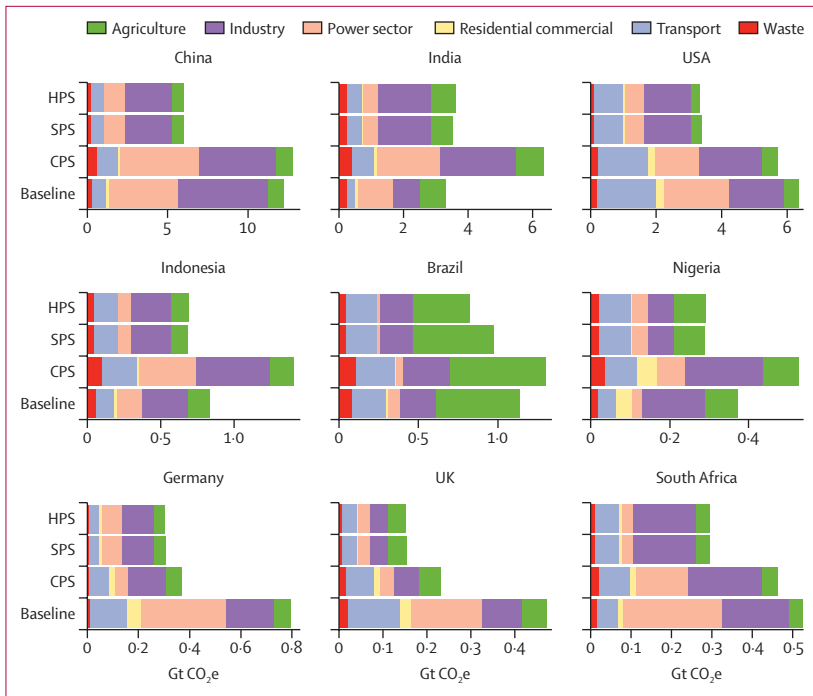 Agriculture Industry Power sector Residential commercial Transport Waste
China India USA
HPS
SPS
CPS
Baseline
0 5 10 0 2 4 6 0 2 4 6
Indonesia Brazil Nigeria
HPS
SPS
CPS
Baseline
0 0·5 1·0 0 0·5 1·0 0 0·2 0·4
Germany UK South Africa
HPS
SPS
CPS
Baseline
0 0·2 0·4 0·6 0·8 0 0·1 0·2 0·3 0·4 0 0·1 0·2 0·3 0·4 0·5
Gt CO₂e Gt CO₂e Gt CO₂e